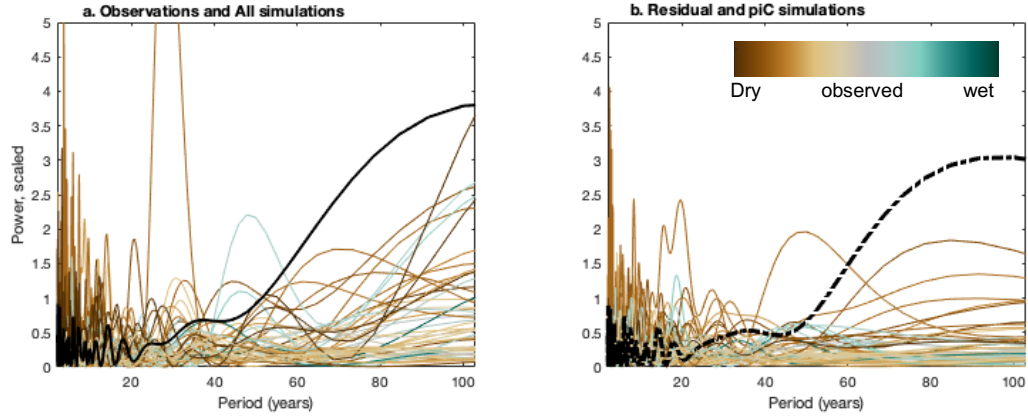 a. Observations and All simulations
Power, scaled
5
4.5
4
3.5
3
2.5
2
1.5
1
0.5
0
20 40 60 80 100
Period (years)
b. Residual and piC simulations
Dry observed wet
5
4.5
4
3.5
3
2.5
2
1.5
1
0.5
0
20 40 60 80 100
Period (years)